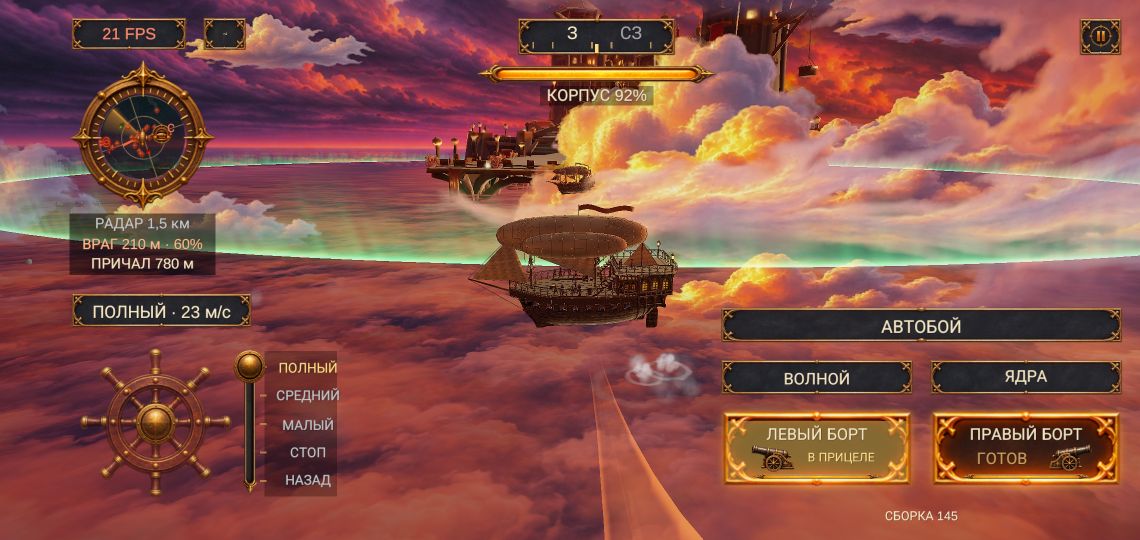 21 FPS
З СЗ
КОРПУС 92%
РАДАР 1,5 км
ВРАГ 210 м · 60%
ПРИЧАЛ 780 м
ПОЛНЫЙ · 23 м/с
ПОЛНЫЙ
СРЕДНИЙ
МАЛЫЙ
СТОП
НАЗАД
АВТОБОЙ
ВОЛНОЙ
ЯДРА
ЛЕВЫЙ БОРТ
В ПРИЦЕЛЕ
ПРАВЫЙ БОРТ
ГОТОВ
СБОРКА 145